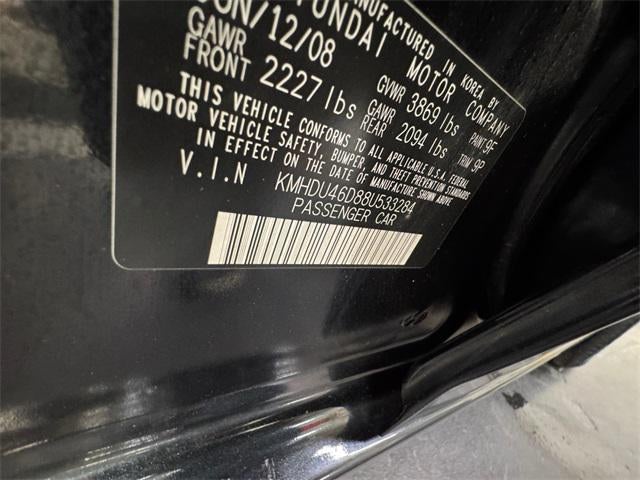 MANUFACTURED IN KOREA BY
HYUNDAI MOTOR COMPANY
JUN/12/08 GVWR 3869 lbs PAINT 9F
GAWR FRONT 2227 lbs GAWR REAR 2094 lbs TRIM 9P
THIS VEHICLE CONFORMS TO ALL APPLICABLE U.S.A. FEDERAL
MOTOR VEHICLE SAFETY, BUMPER, AND THEFT PREVENTION STANDARDS
IN EFFECT ON THE DATE OF MANUFACTURE SHOWN ABOVE
V.I.N KMHDU46D88U533284
PASSENGER CAR